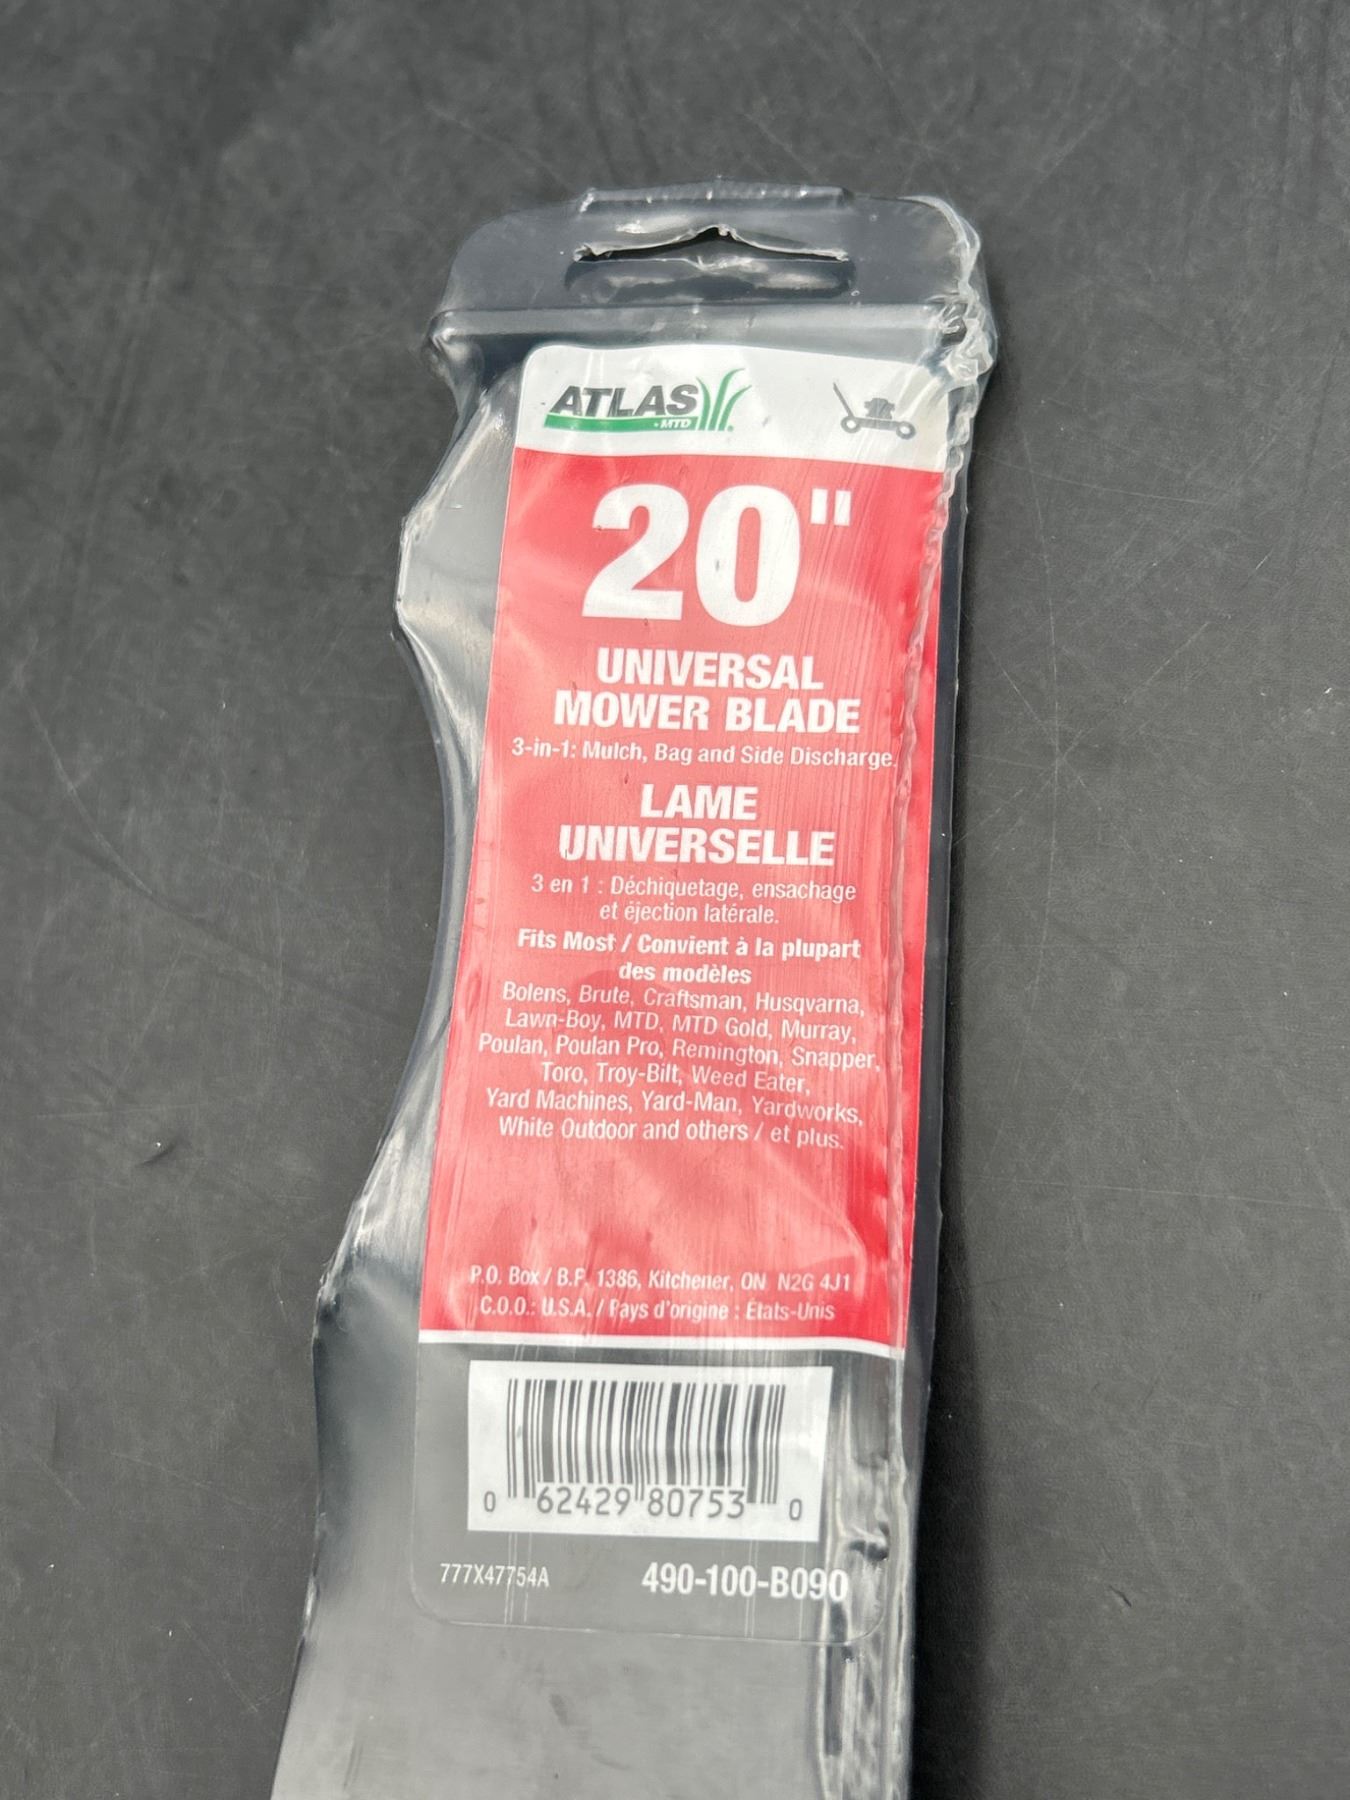 ATLAS
MTD
20"
UNIVERSAL
MOWER BLADE
3-in-1: Mulch, Bag and Side Discharge.
LAME
UNIVERSELLE
3 en 1 : Déchiquetage, ensachage
et éjection latérale.
Fits Most / Convient à la plupart
des modèles
Bolens, Brute, Craftsman, Husqvarna,
Lawn-Boy, MTD, MTD Gold, Murray,
Poulan, Poulan Pro, Remington, Snapper,
Toro, Troy-Bilt, Weed Eater,
Yard Machines, Yard-Man, Yardworks,
White Outdoor and others / et plus.
P.O. Box / B.P. 1386, Kitchener, ON N2G 4J1
C.O.O.: U.S.A. / Pays d'origine : États-Unis
0 62429 80753 0
777X47754A 490-100-B090